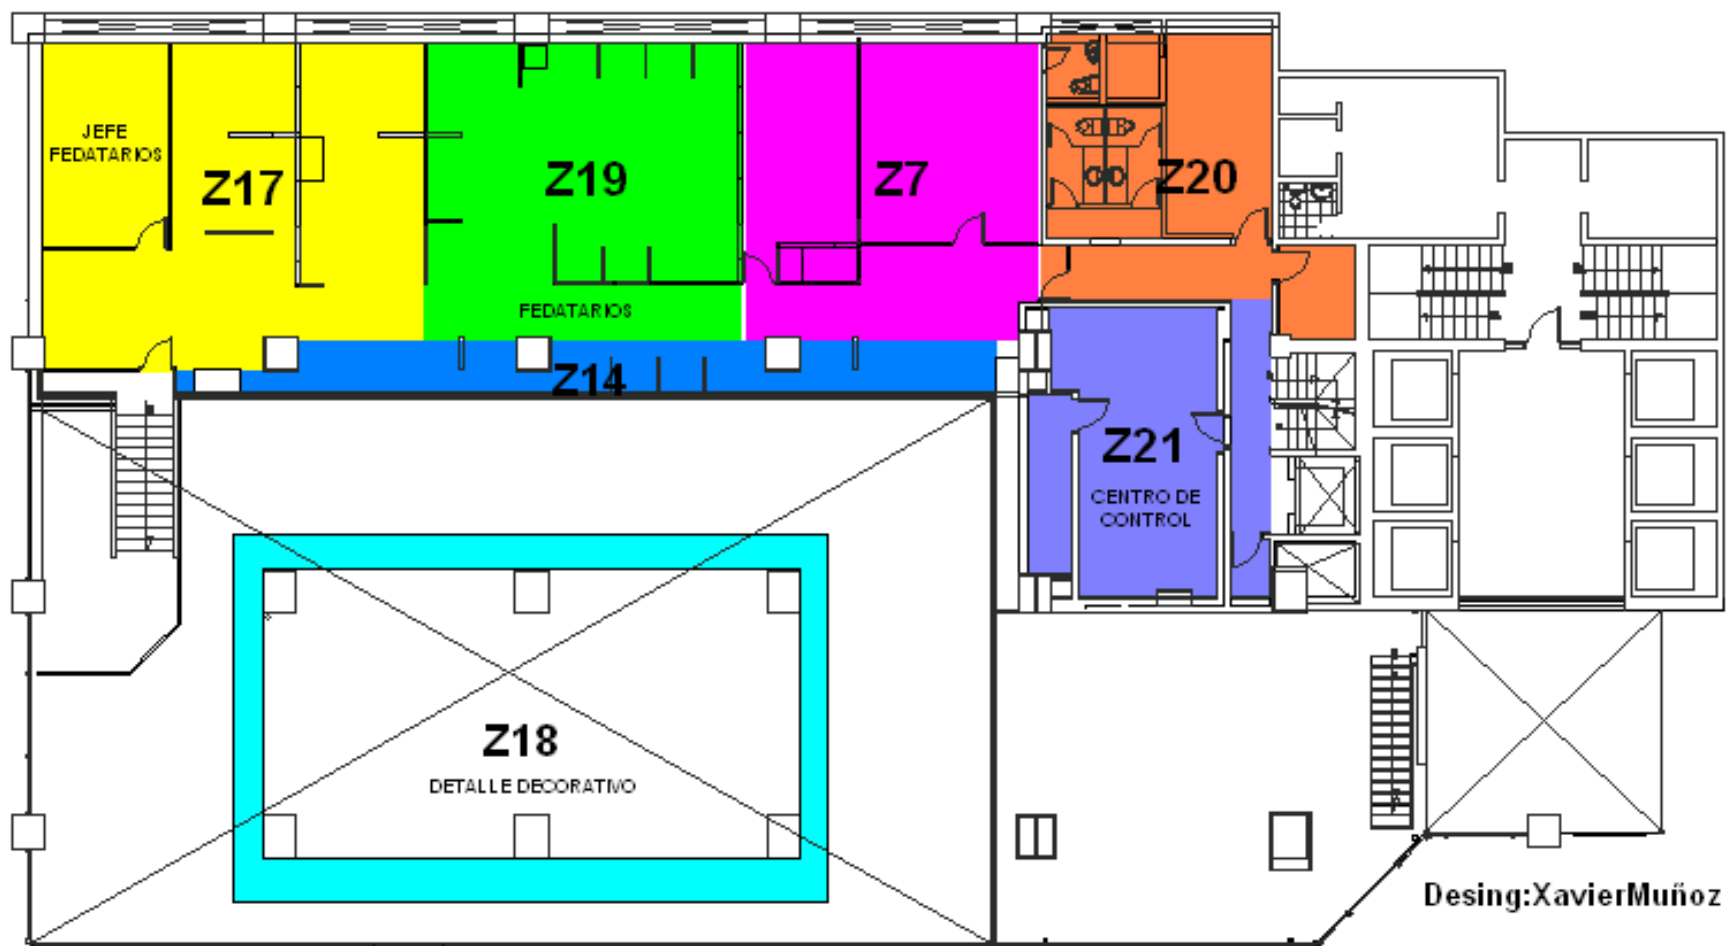 JEFE
FEDATARIOS
Z17
Z19
Z7
Z20
FEDATARIOS
Z14
Z21
CENTRO DE
CONTROL
Z18
DETALLE DECORATIVO
Desing:XavierMuñoz